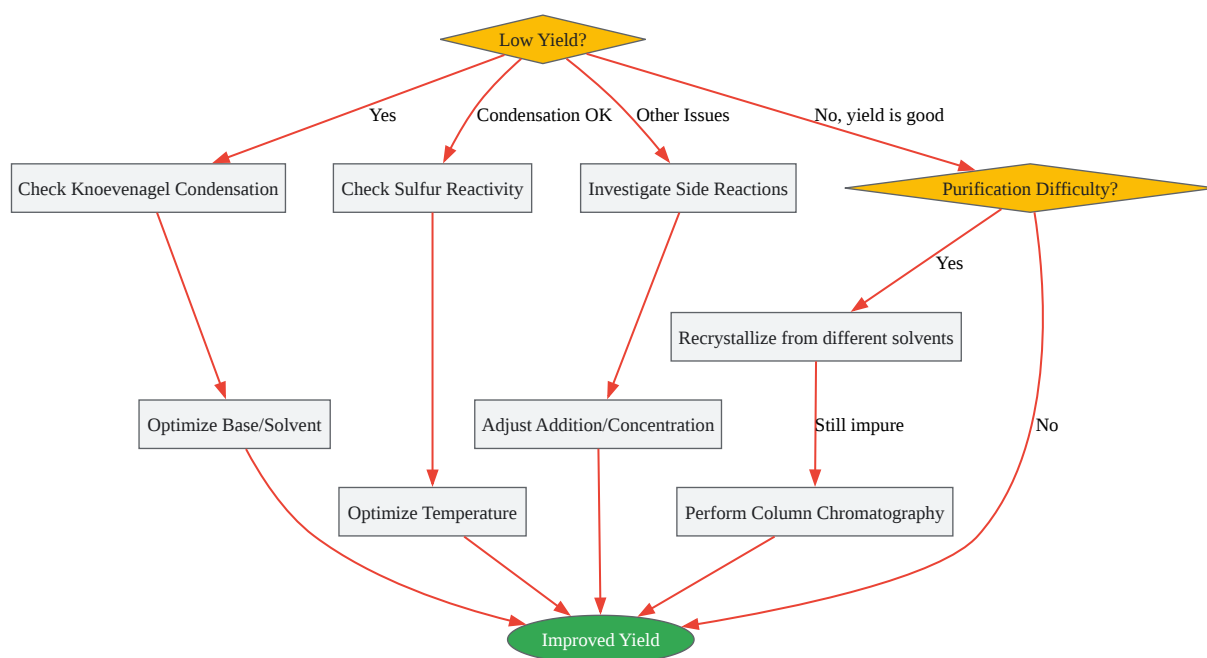 Low Yield?
Yes
Condensation OK
Other Issues
No, yield is good
Check Knoevenagel Condensation
Check Sulfur Reactivity
Investigate Side Reactions
Purification Difficulty?
Yes
Recrystallize from different solvents
Optimize Base/Solvent
Adjust Addition/Concentration
Still impure
No
Optimize Temperature
Perform Column Chromatography
Improved Yield